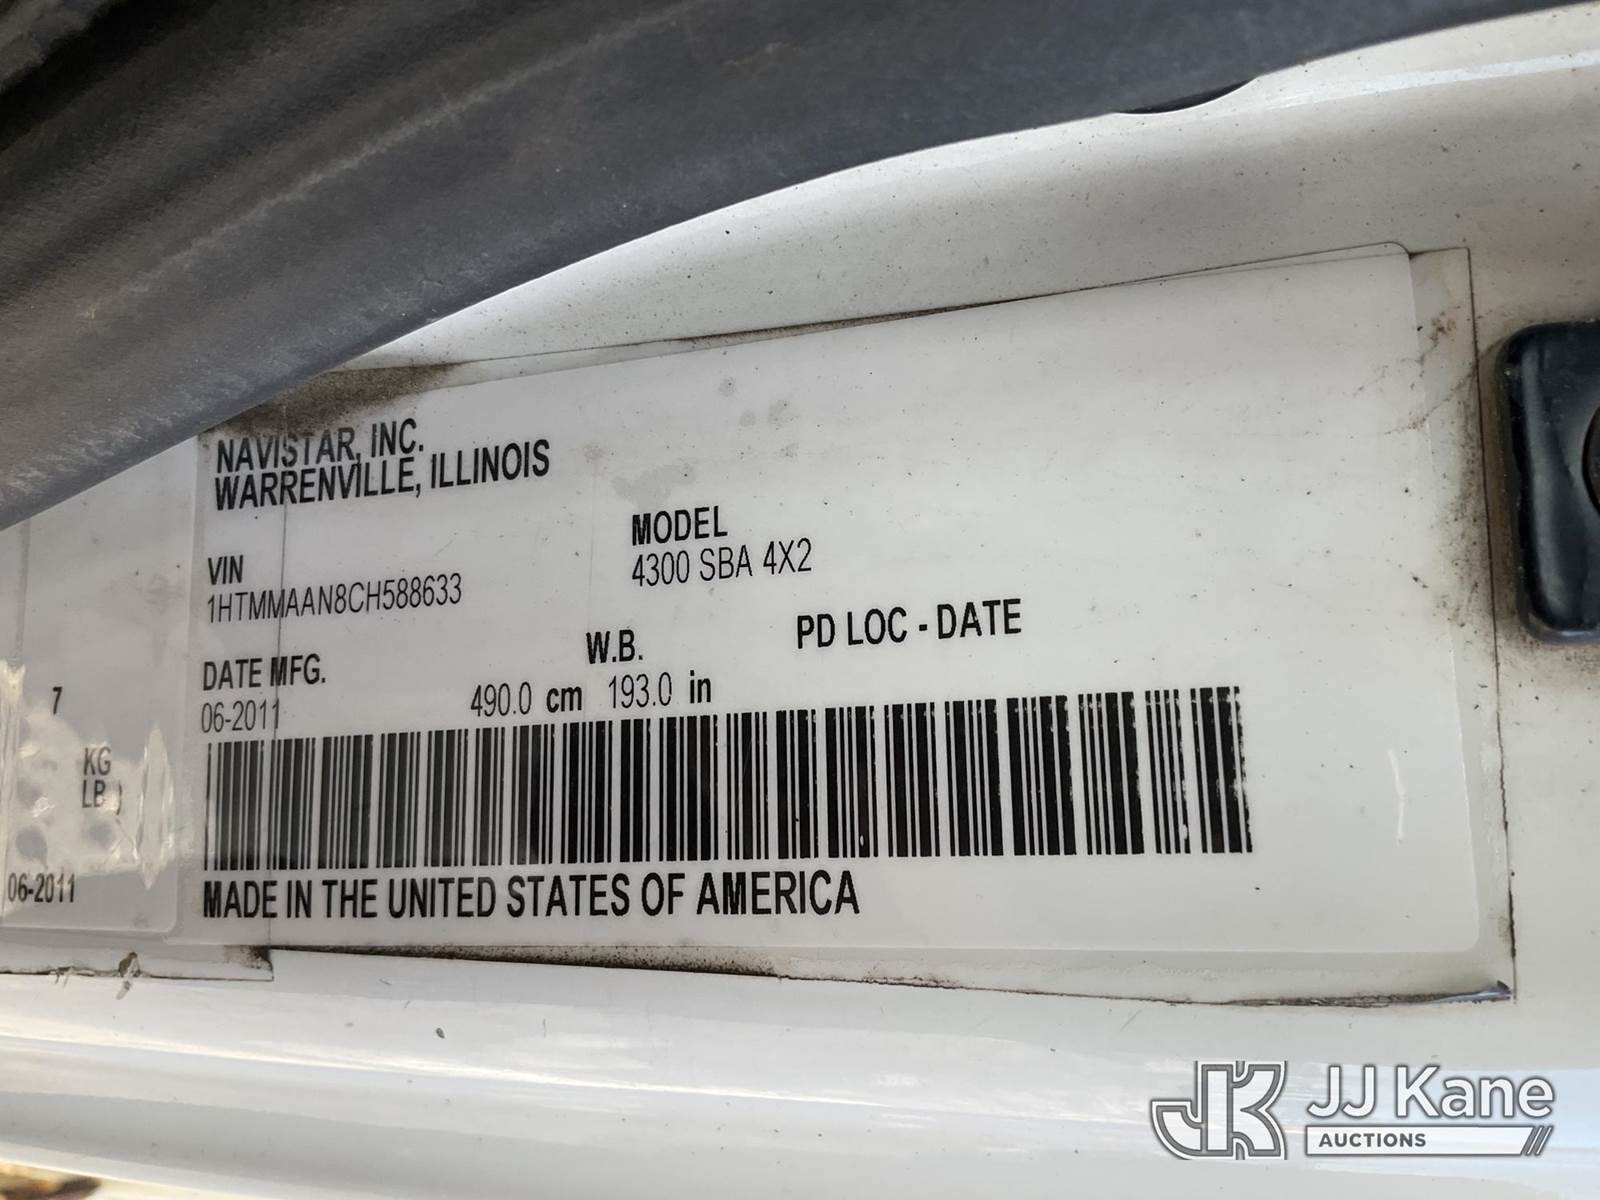 NAVISTAR, INC.
WARRENVILLE, ILLINOIS
VIN
1HTMMAAN8CH588633
MODEL
4300 SBA 4X2
DATE MFG.
06-2011
W.B.
490.0 cm 193.0 in
PD LOC - DATE
MADE IN THE UNITED STATES OF AMERICA
7
KG
LB )
06-2011
JK
JJ Kane
AUCTIONS